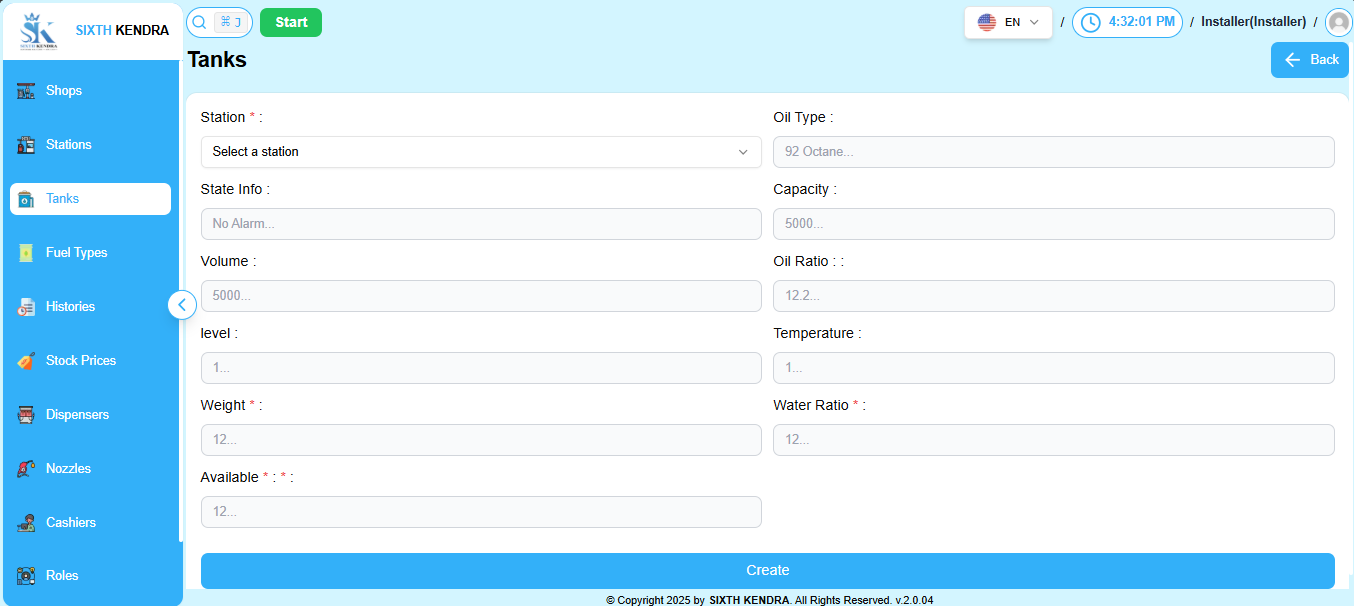 SK
SIXTH KENDRA
SIXTH KENDRA
⌘ J
Start
EN
/
4:32:01 PM
/
Installer(Installer)
/
Tanks
Back
Shops
Stations
Tanks
Fuel Types
Histories
Stock Prices
Dispensers
Nozzles
Cashiers
Roles
Station * :
Select a station
Oil Type :
92 Octane...
State Info :
No Alarm...
Capacity :
5000...
Volume :
5000...
Oil Ratio : :
12.2...
level :
1...
Temperature :
1...
Weight * :
12...
Water Ratio * :
12...
Available * : * :
12...
Create
© Copyright 2025 by SIXTH KENDRA. All Rights Reserved. v.2.0.04